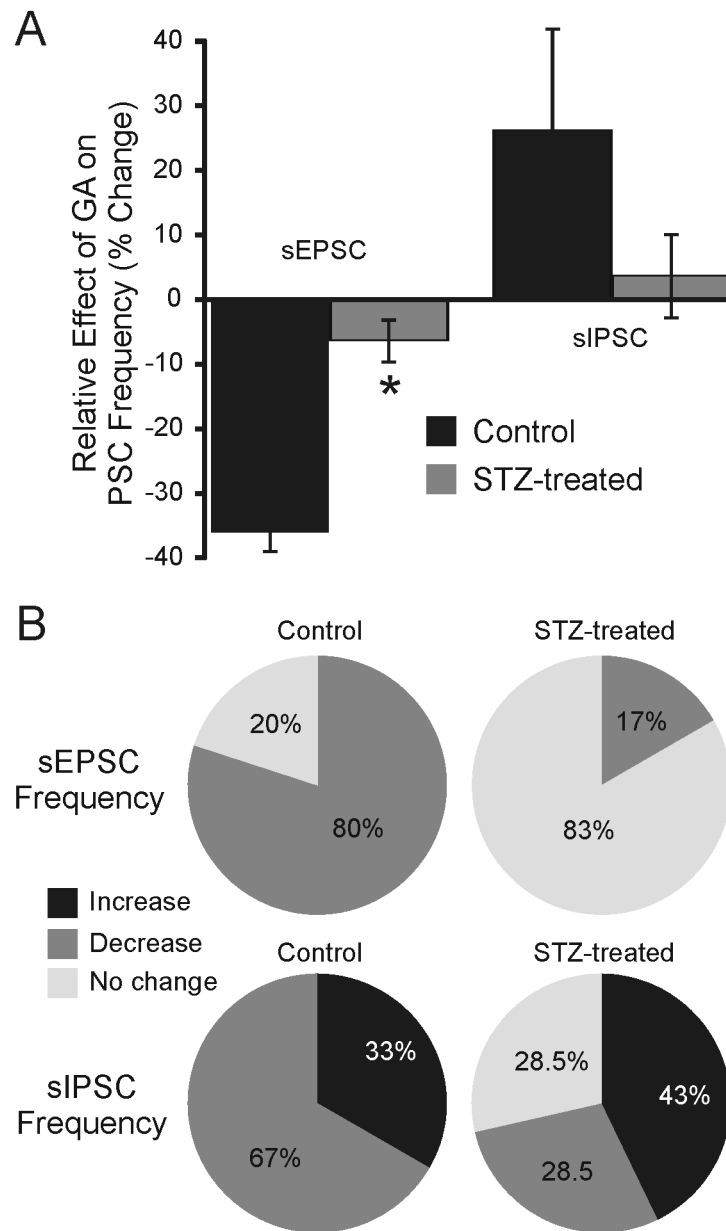 A
Relative Effect of GA on
PSC Frequency (% Change)
40
30
20
10
0
-10
-20
-30
-40
sEPSC
sIPSC
*
Control
STZ-treated
B
Control
STZ-treated
sEPSC
Frequency
20%
80%
17%
83%
Increase
Decrease
No change
Control
STZ-treated
sIPSC
Frequency
33%
67%
28.5%
43%
28.5